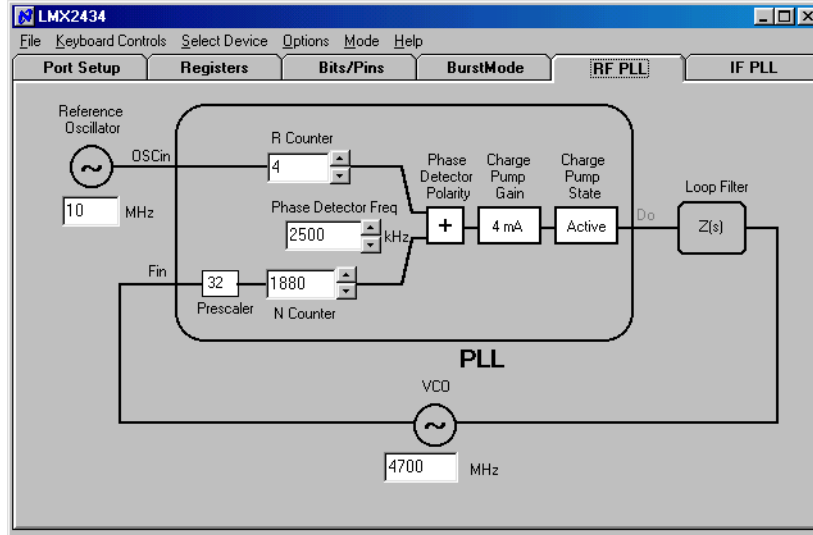 LMX2434
File Keyboard Controls Select Device Options Mode Help
Port Setup Registers Bits/Pins BurstMode RF PLL IF PLL
Reference
Oscillator
OSCin
10 MHz
R Counter
4
Phase Detector Freq
2500 kHz
Fin
32
Prescaler
1880
N Counter
Phase
Detector
Polarity
+
Charge
Pump
Gain
4 mA
Charge
Pump
State
Active
Do
Loop Filter
Z(s)
PLL
VCO
4700 MHz